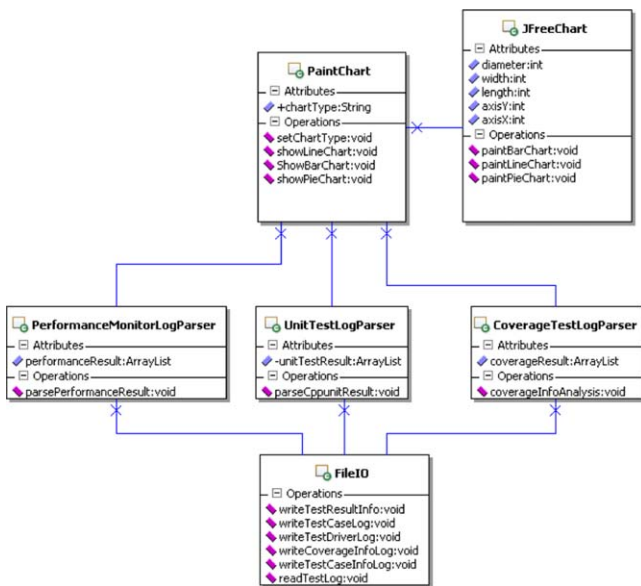 JFreeChart
Attributes
diameter:int
width:int
length:int
axisY:int
axisX:int
Operations
paintBarChart:void
paintLineChart:void
paintPieChart:void
PaintChart
Attributes
+chartType:String
Operations
setChartType:void
showLineChart:void
ShowBarChart:void
showPieChart:void
PerformanceMonitorLogParser
Attributes
performanceResult:ArrayList
Operations
parsePerformanceResult:void
UnitTestLogParser
Attributes
-unitTestResult:ArrayList
Operations
parseCppunitResult:void
CoverageTestLogParser
Attributes
coverageResult:ArrayList
Operations
coverageInfoAnalysis:void
FileIO
Operations
writeTestResultInfo:void
writeTestCaseLog:void
writeTestDriverLog:void
writeCoverageInfoLog:void
writeTestCaseInfoLog:void
readTestLog:void